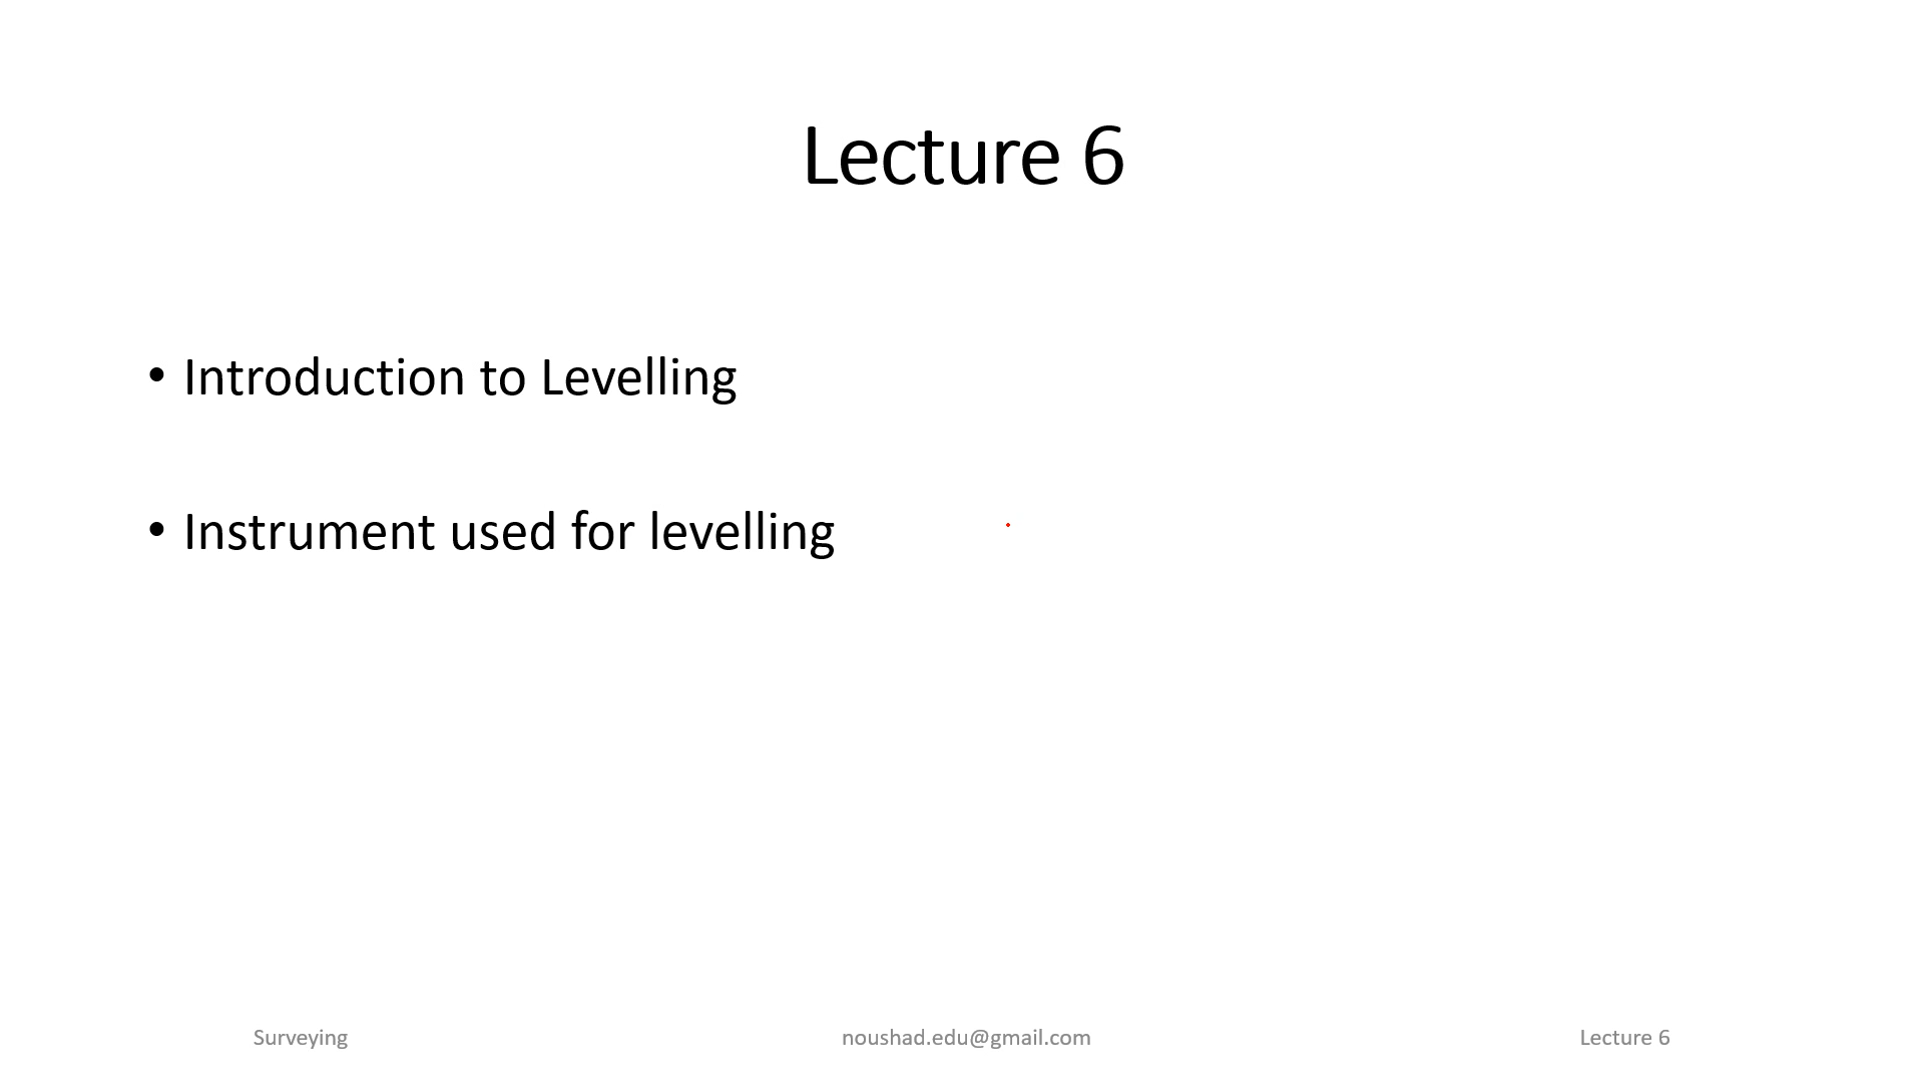 Lecture 6
• Introduction to Levelling
• Instrument used for levelling
Surveying noushad.edu@gmail.com Lecture 6